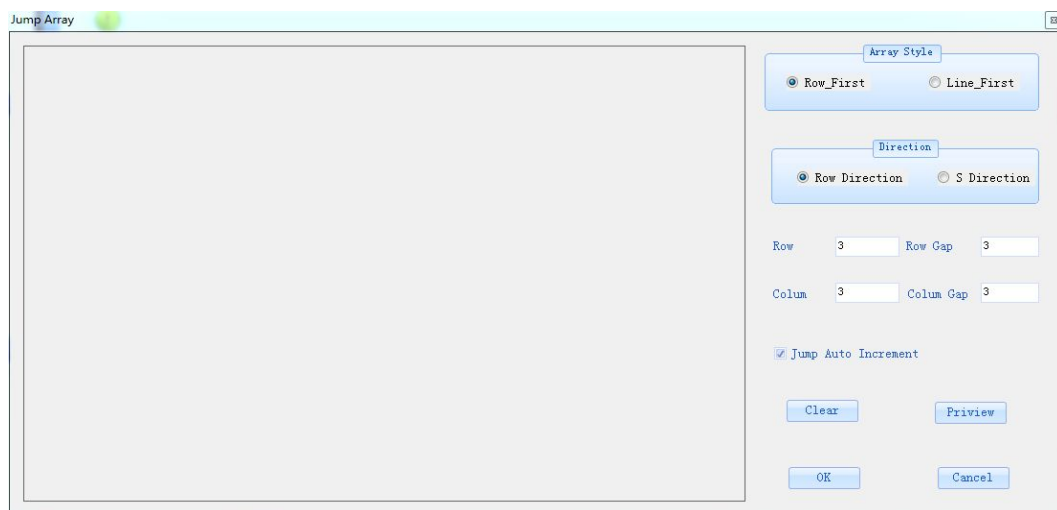 Jump Array
Array Style
Row_First Line_First
Direction
Row Direction S Direction
Row 3 Row Gap 3
Colum 3 Colum Gap 3
Jump Auto Increment
Clear Priview
OK Cancel